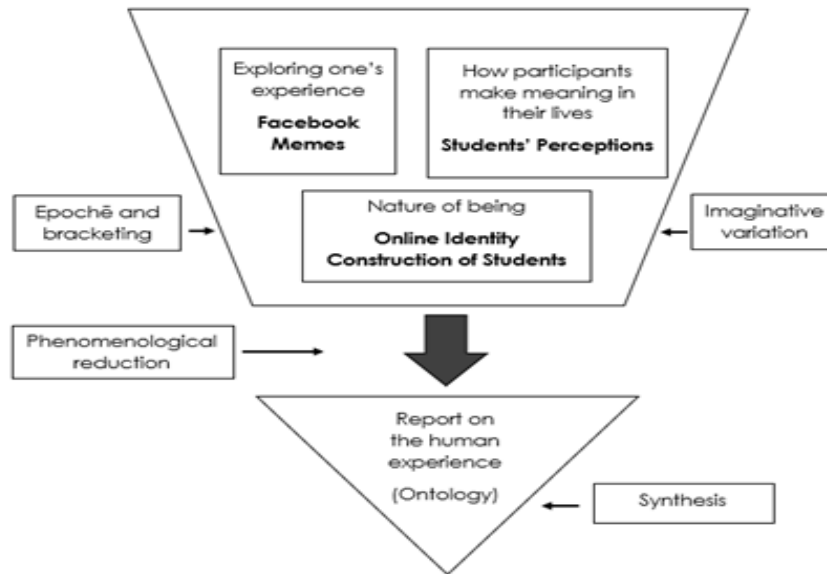 Exploring one's
experience
Facebook
Memes
How participants
make meaning in
their lives
Students' Perceptions
Nature of being
Online Identity
Construction of Students
Epochē and
bracketing
Imaginative
variation
Phenomenological
reduction
Report on
the human
experience
(Ontology)
Synthesis